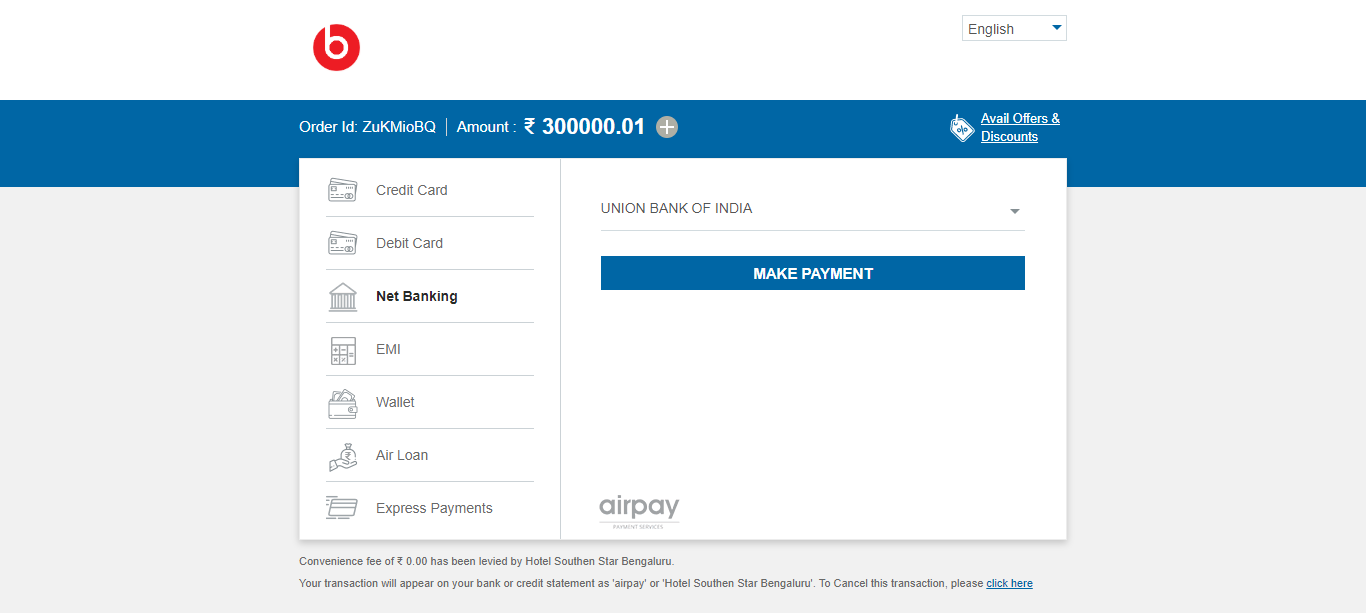 b
English
Order Id: ZuKMioBQ | Amount : ₹ 300000.01 +
Avail Offers &
Discounts
Credit Card
Debit Card
Net Banking
EMI
Wallet
Air Loan
Express Payments
UNION BANK OF INDIA
MAKE PAYMENT
airpay
PAYMENT SERVICES
Convenience fee of ₹ 0.00 has been levied by Hotel Southen Star Bengaluru.
Your transaction will appear on your bank or credit statement as 'airpay' or 'Hotel Southen Star Bengaluru'. To Cancel this transaction, please click here